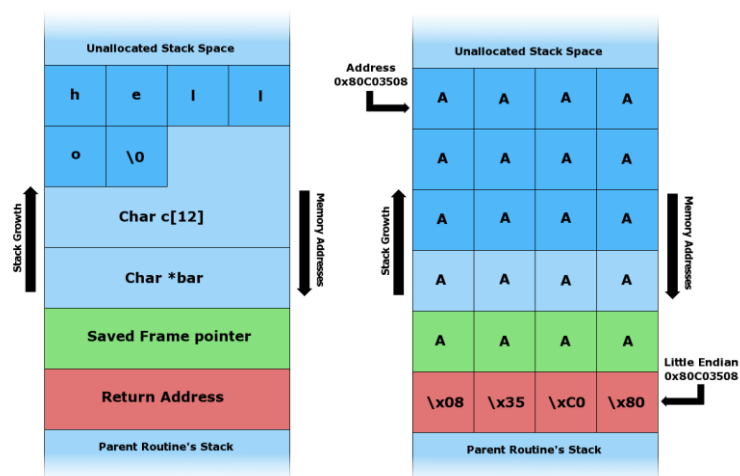 Unallocated Stack Space
h e l l
o \0
Char c[12]
Char *bar
Saved Frame pointer
Return Address
Parent Routine's Stack
Stack Growth
Memory Addresses
Address
0x80C03508
Unallocated Stack Space
A A A A
A A A A
A A A A
A A A A
A A A A
\x08 \x35 \xC0 \x80
Parent Routine's Stack
Stack Growth
Memory Addresses
Little Endian
0x80C03508